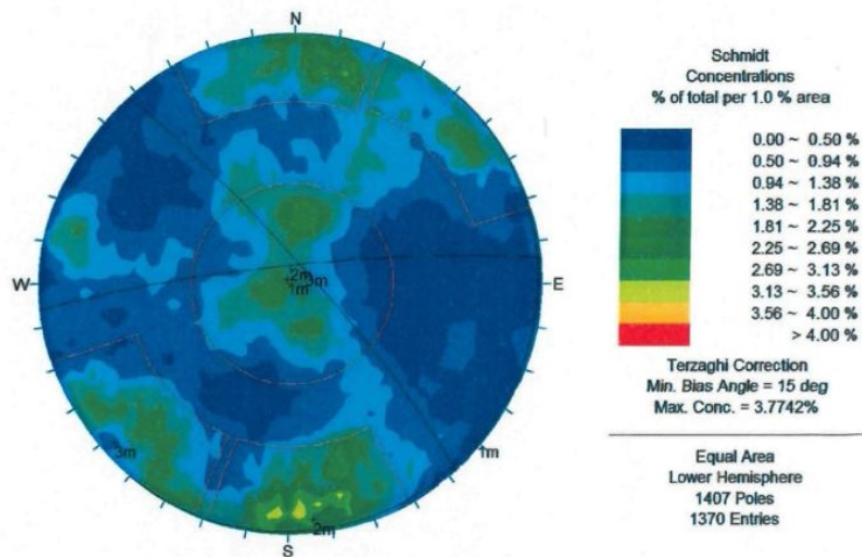 N
Schmidt
Concentrations
% of total per 1.0 % area
0.00 ~ 0.50 %
0.50 ~ 0.94 %
0.94 ~ 1.38 %
1.38 ~ 1.81 %
1.81 ~ 2.25 %
2.25 ~ 2.69 %
2.69 ~ 3.13 %
3.13 ~ 3.56 %
3.56 ~ 4.00 %
> 4.00 %
W
2m
3m
1m
E
Terzaghi Correction
Min. Bias Angle = 15 deg
Max. Conc. = 3.7742%
3m
1m
2m
S
Equal Area
Lower Hemisphere
1407 Poles
1370 Entries